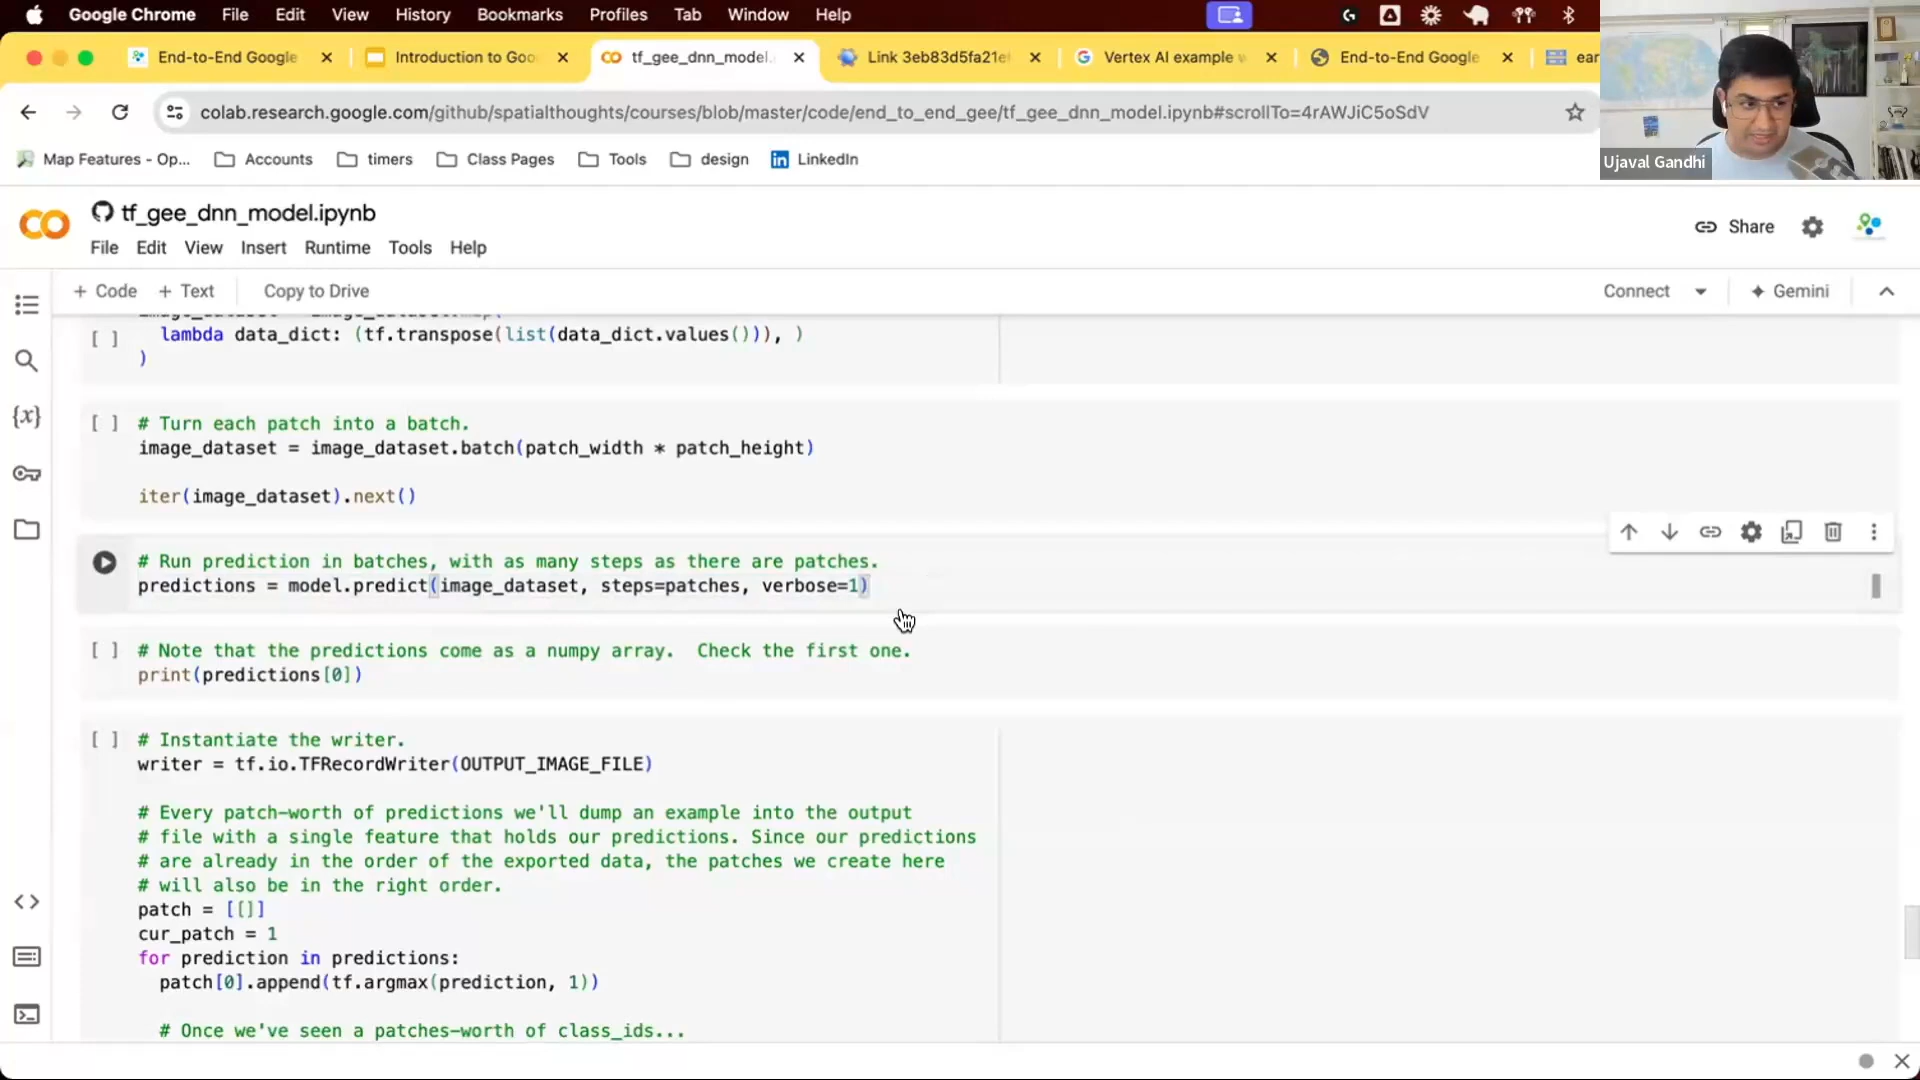 Google Chrome File Edit View History Bookmarks Profiles Tab Window Help
End-to-End Google
Introduction to Goo
tf_gee_dnn_model.
Link 3eb83d5fa21e
Vertex AI example
End-to-End Google
ear
colab.research.google.com/github/spatialthoughts/courses/blob/master/code/end_to_end_gee/tf_gee_dnn_model.ipynb#scrollTo=4rAWJiC5oSdV
Map Features - Op... Accounts timers Class Pages Tools design LinkedIn
Ujaval Gandhi
tf_gee_dnn_model.ipynb
Share
File Edit View Insert Runtime Tools Help
+ Code + Text Copy to Drive
Connect Gemini
[ ] lambda data_dict: (tf.transpose(list(data_dict.values())), )
)
[ ] # Turn each patch into a batch.
image_dataset = image_dataset.batch(patch_width * patch_height)
iter(image_dataset).next()
# Run prediction in batches, with as many steps as there are patches.
predictions = model.predict(image_dataset, steps=patches, verbose=1)
[ ] # Note that the predictions come as a numpy array.  Check the first one.
print(predictions[0])
[ ] # Instantiate the writer.
writer = tf.io.TFRecordWriter(OUTPUT_IMAGE_FILE)
# Every patch-worth of predictions we'll dump an example into the output
# file with a single feature that holds our predictions. Since our predictions
# are already in the order of the exported data, the patches we create here
# will also be in the right order.
patch = [[]]
cur_patch = 1
for prediction in predictions:
patch[0].append(tf.argmax(prediction, 1))
# Once we've seen a patches-worth of class_ids...